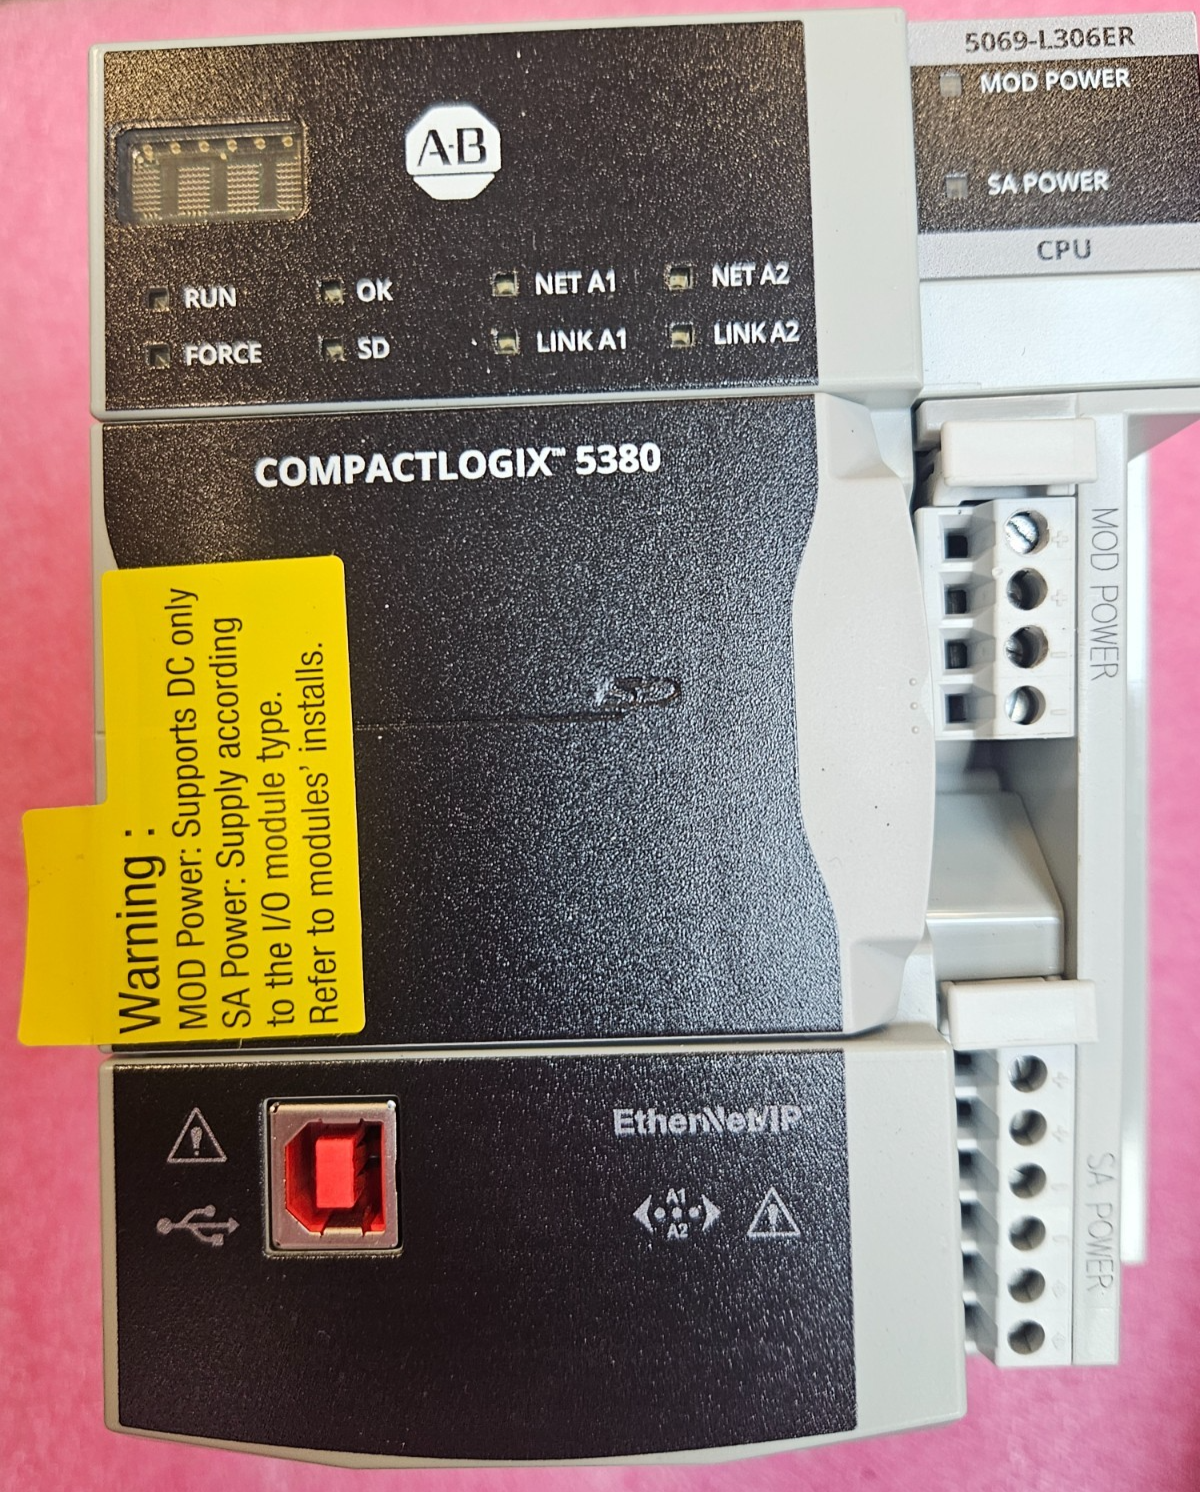 5069-L306ER
MOD POWER
SA POWER
CPU
A-B
RUN
OK
NET A1
NET A2
FORCE
SD
LINK A1
LINK A2
COMPACTLOGIX™ 5380
SD
MOD POWER
Warning :
MOD Power: Supports DC only
SA Power: Supply according
to the I/O module type.
Refer to modules' installs.
EtherNet/IP™
A1
A2
SA POWER